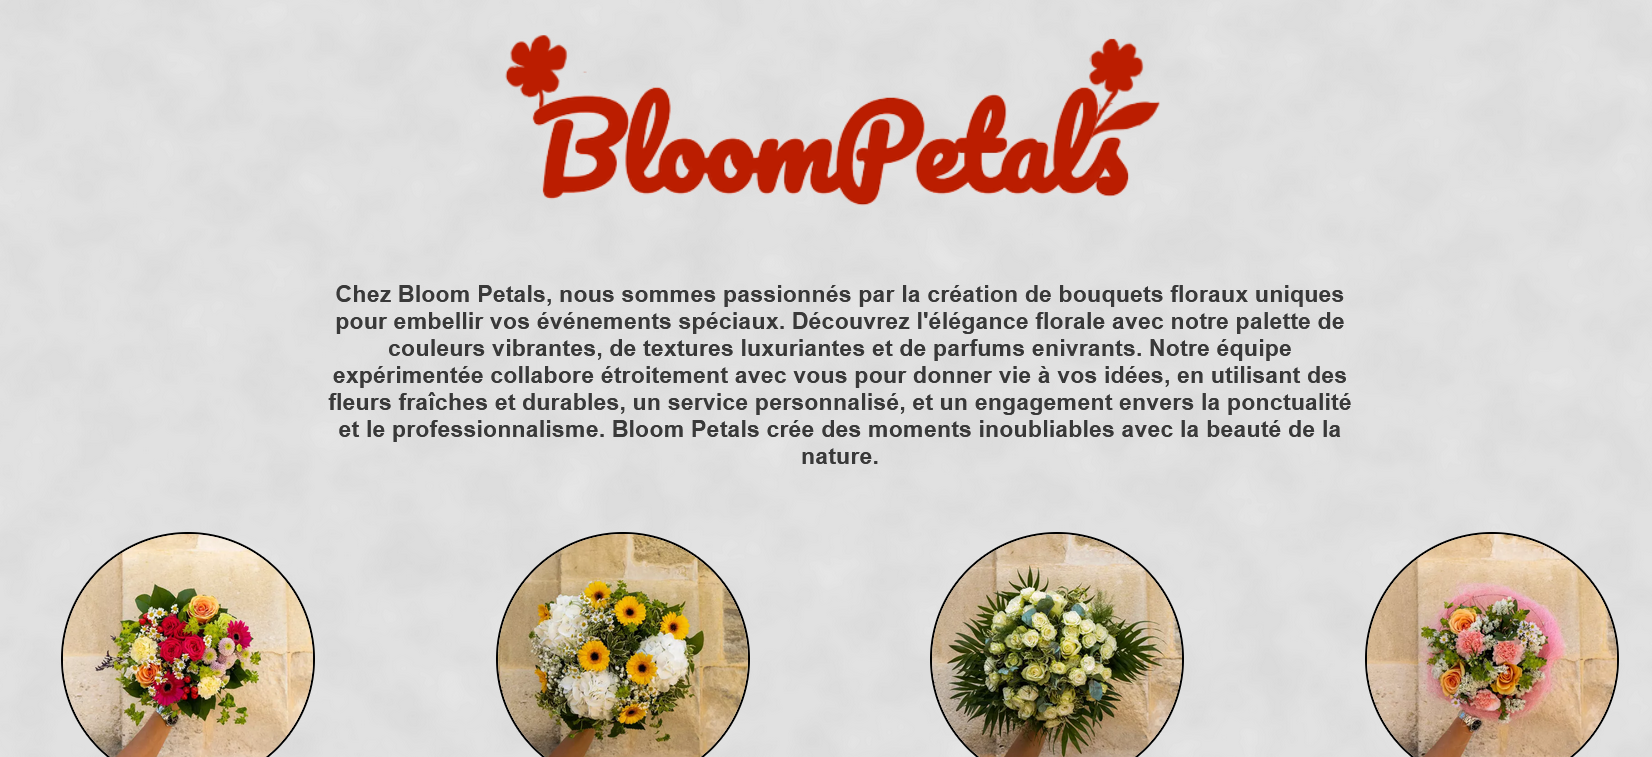 BloomPetals
Chez Bloom Petals, nous sommes passionnés par la création de bouquets floraux uniques
pour embellir vos événements spéciaux. Découvrez l'élégance florale avec notre palette de
couleurs vibrantes, de textures luxuriantes et de parfums enivrants. Notre équipe
expérimentée collabore étroitement avec vous pour donner vie à vos idées, en utilisant des
fleurs fraîches et durables, un service personnalisé, et un engagement envers la ponctualité
et le professionnalisme. Bloom Petals crée des moments inoubliables avec la beauté de la
nature.